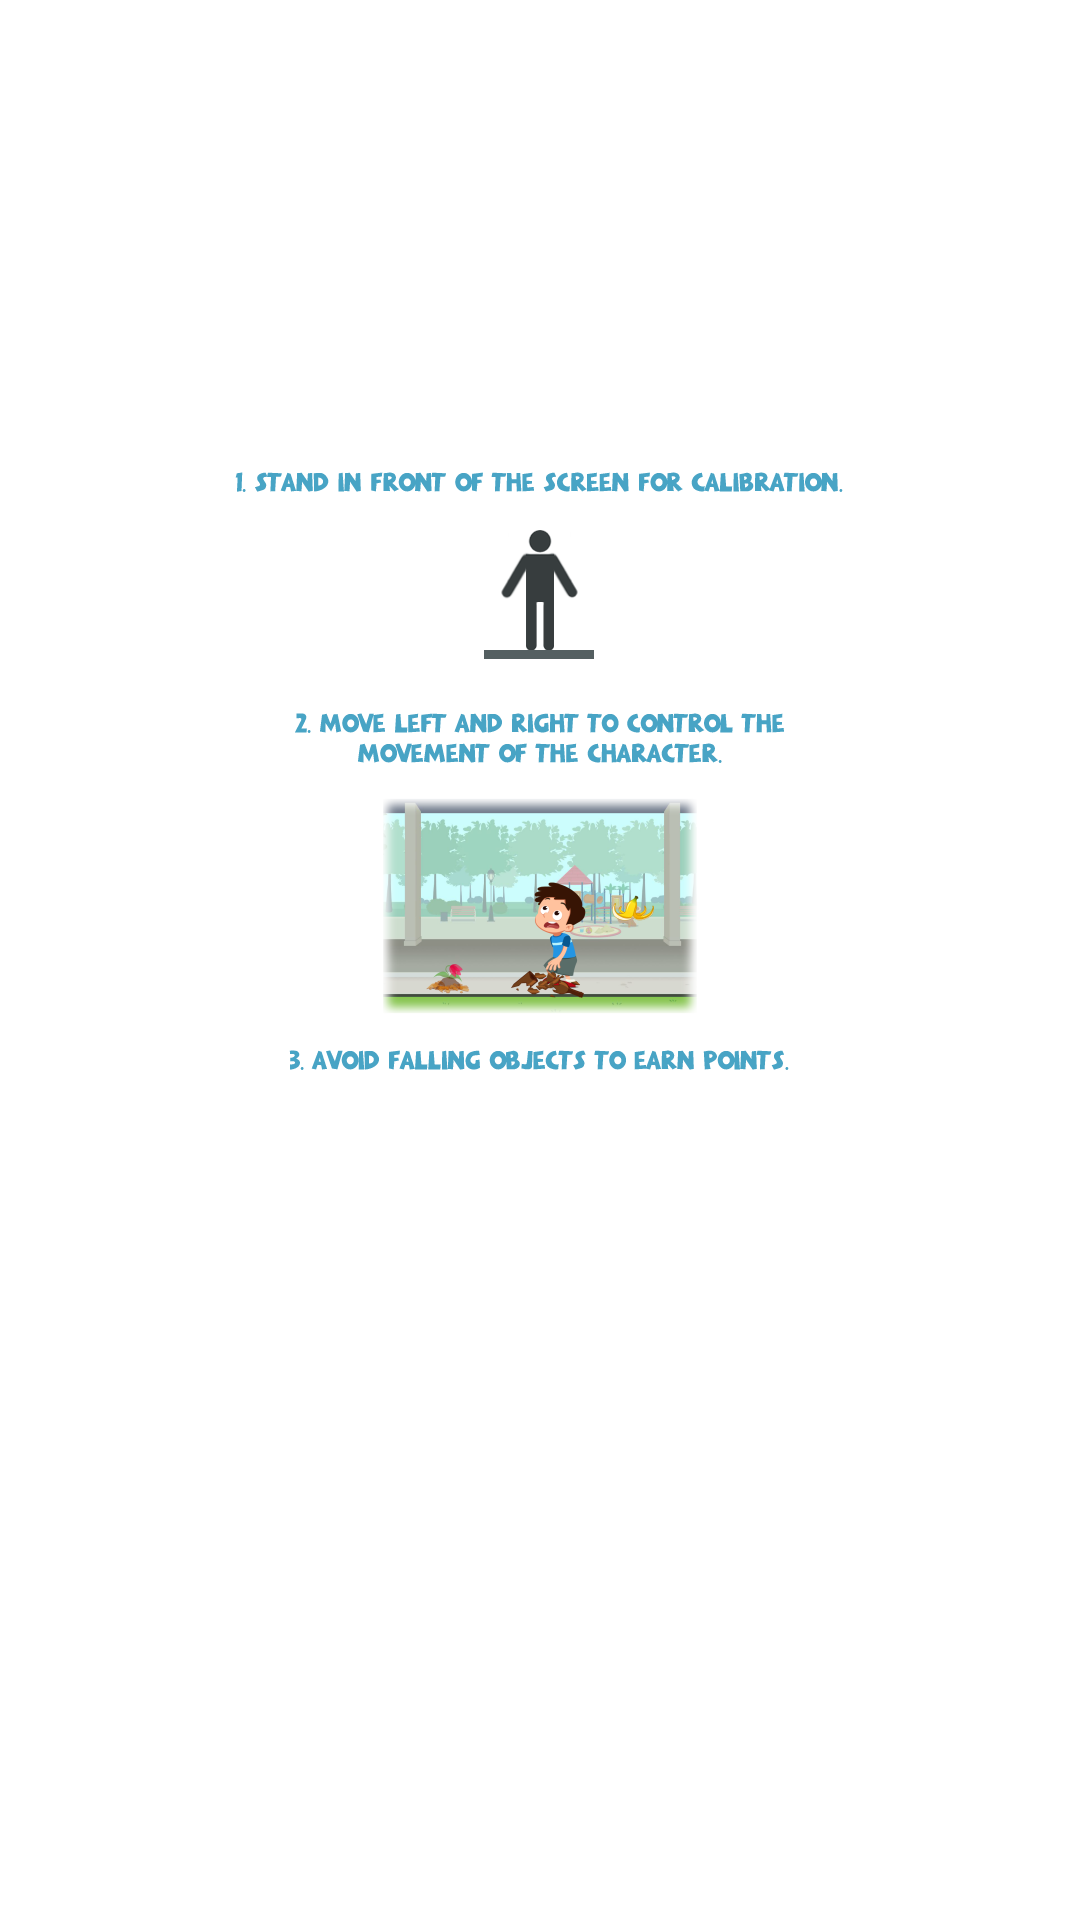 1. STAND IN FRONT OF THE SCREEN FOR CALIBRATION.
2. MOVE LEFT AND RIGHT TO CONTROL THE
MOVEMENT OF THE CHARACTER.
3. AVOID FALLING OBJECTS TO EARN POINTS.